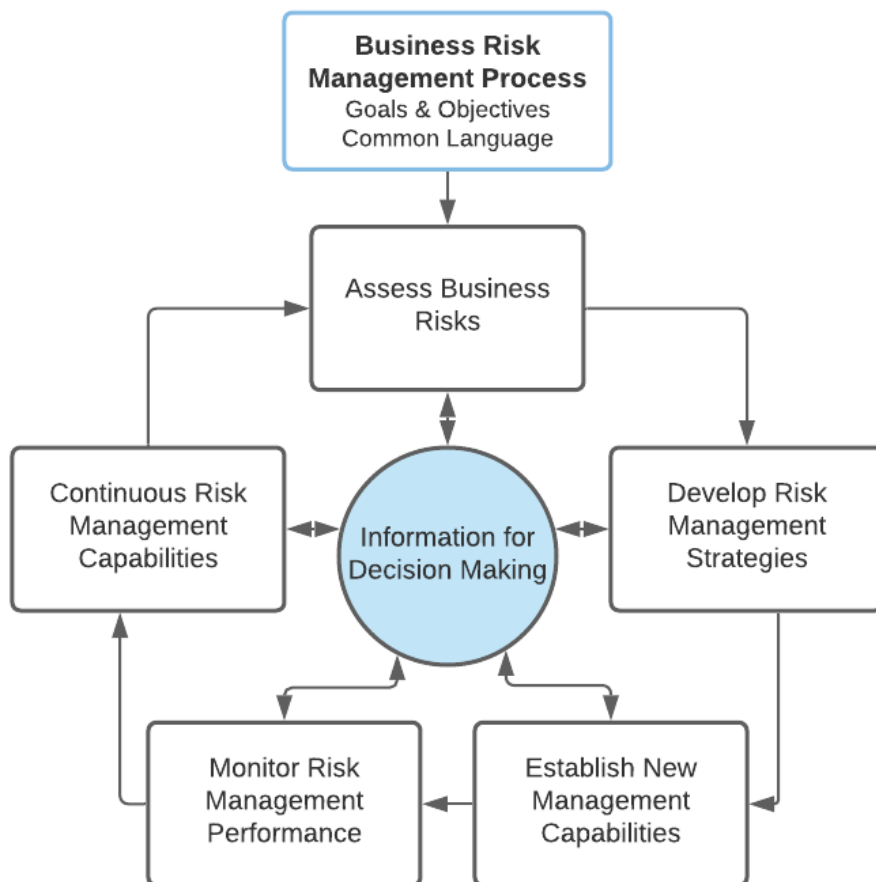 Business Risk
Management Process
Goals & Objectives
Common Language
Assess Business
Risks
Continuous Risk
Management
Capabilities
Information for
Decision Making
Develop Risk
Management
Strategies
Monitor Risk
Management
Performance
Establish New
Management
Capabilities